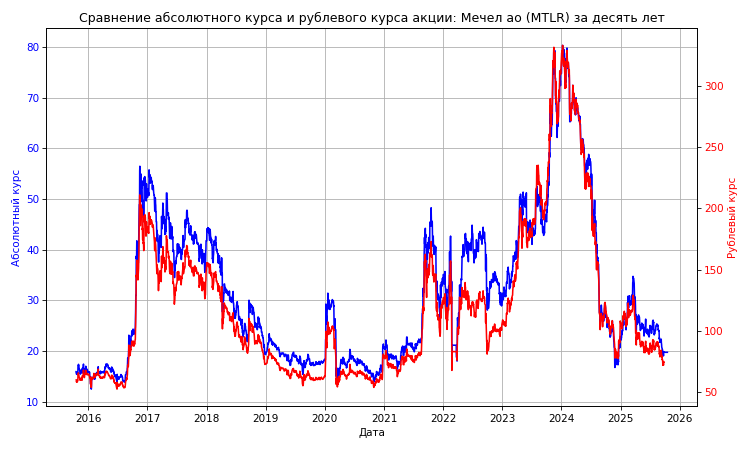 Сравнение абсолютного курса и рублевого курса акции: Мечел ао (MTLR) за десять лет
80
70
60
50
40
30
20
10
Абсолютный курс
300
250
200
150
100
50
Рублевый курс
2016 2017 2018 2019 2020 2021 2022 2023 2024 2025 2026
Дата